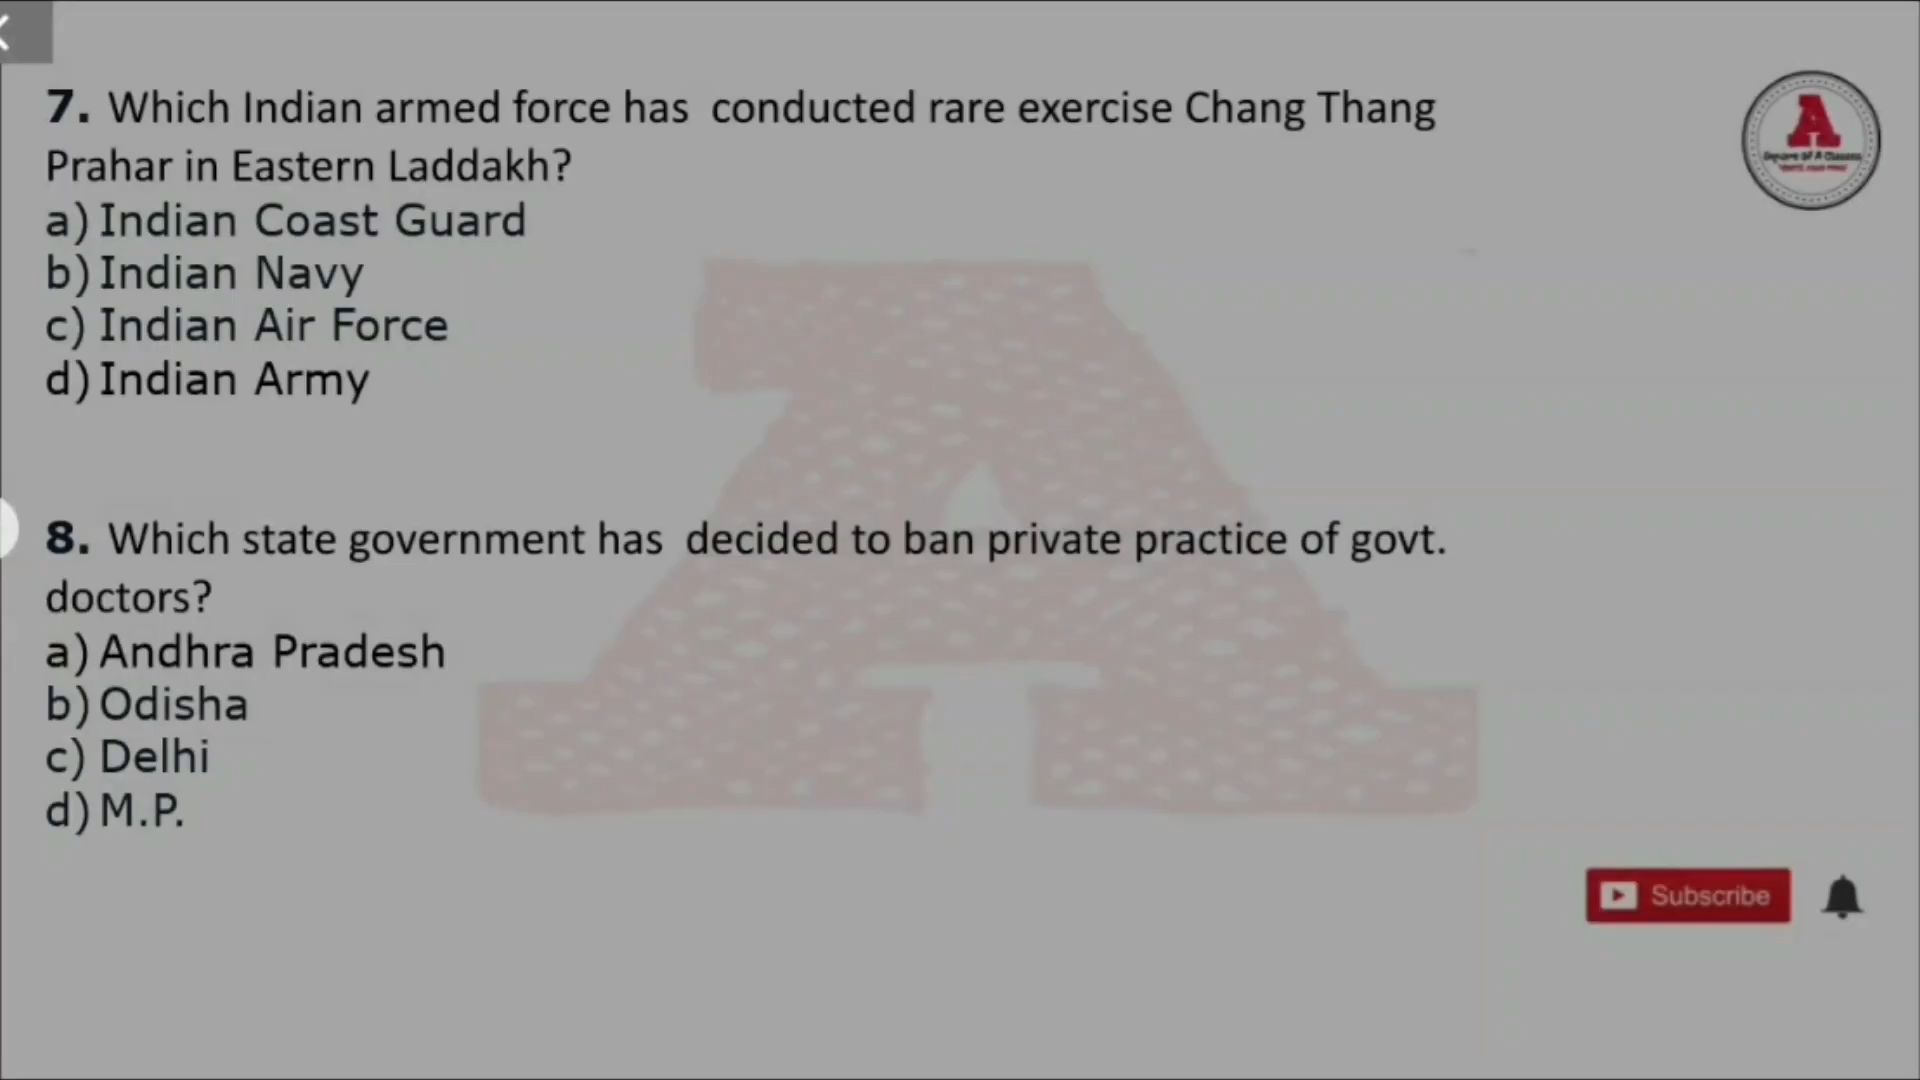 7. Which Indian armed force has conducted rare exercise Chang Thang
Prahar in Eastern Laddakh?
a) Indian Coast Guard
b) Indian Navy
c) Indian Air Force
d) Indian Army
8. Which state government has decided to ban private practice of govt.
doctors?
a) Andhra Pradesh
b) Odisha
c) Delhi
d) M.P.
Subscribe